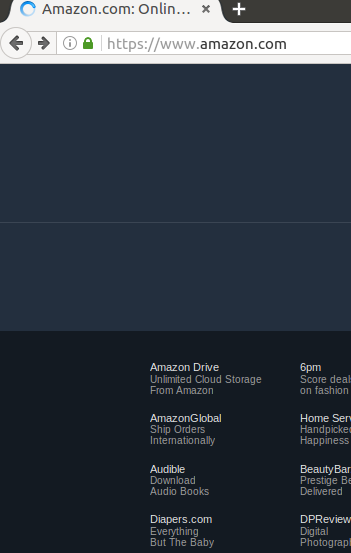 Amazon.com: Onlin...
https://www.amazon.com
Amazon Drive
Unlimited Cloud Storage
From Amazon
6pm
Score deal
on fashion
AmazonGlobal
Ship Orders
Internationally
Home Ser
Handpicked
Happiness
Audible
Download
Audio Books
BeautyBar
Prestige Be
Delivered
Diapers.com
Everything
But The Baby
DPReview
Digital
Photograp